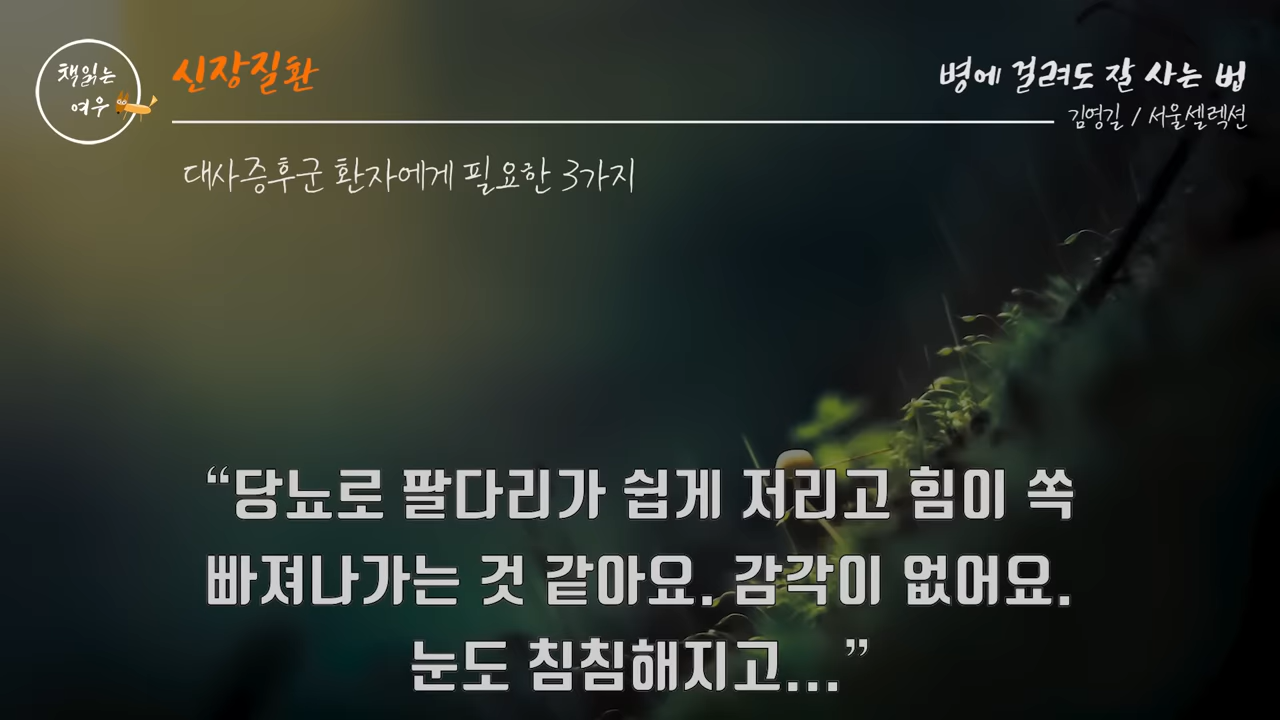 책읽는
여우
신장질환
병에 걸려도 잘 사는 법
김영길 / 서울셀렉션
대사증후군 환자에게 필요한 3가지
“당뇨로 팔다리가 쉽게 저리고 힘이 쏙
빠져나가는 것 같아요. 감각이 없어요.
눈도 침침해지고...”